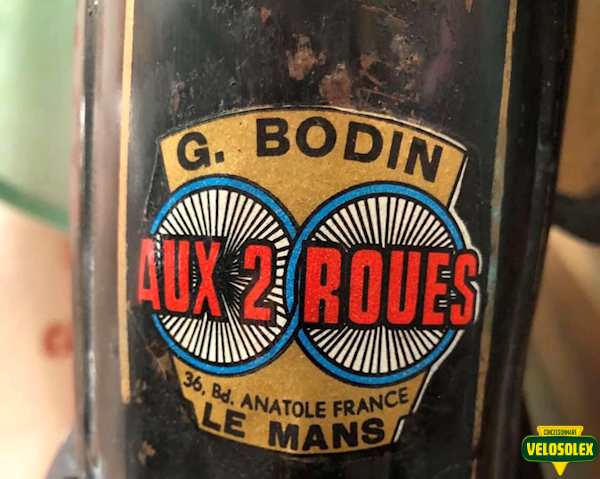 G. BODIN
AUX 2 ROUES
36, Bd. ANATOLE FRANCE
LE MANS
CONCESSIONNAIRE
VELOSOLEX